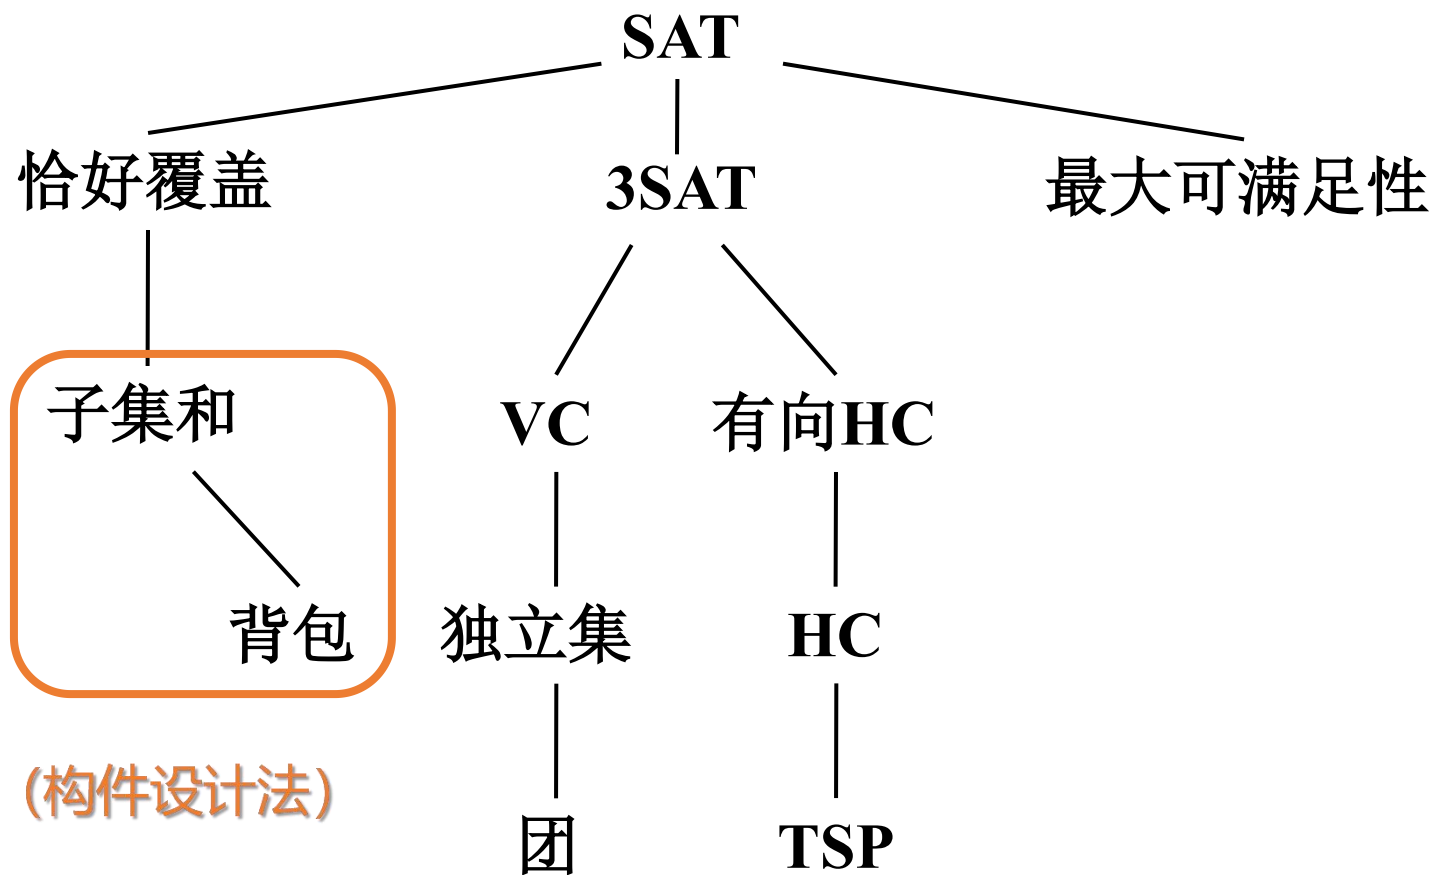 SAT
恰好覆盖
3SAT
最大可满足性
子集和
VC
有向HC
背包
独立集
HC
(构件设计法）
团
TSP